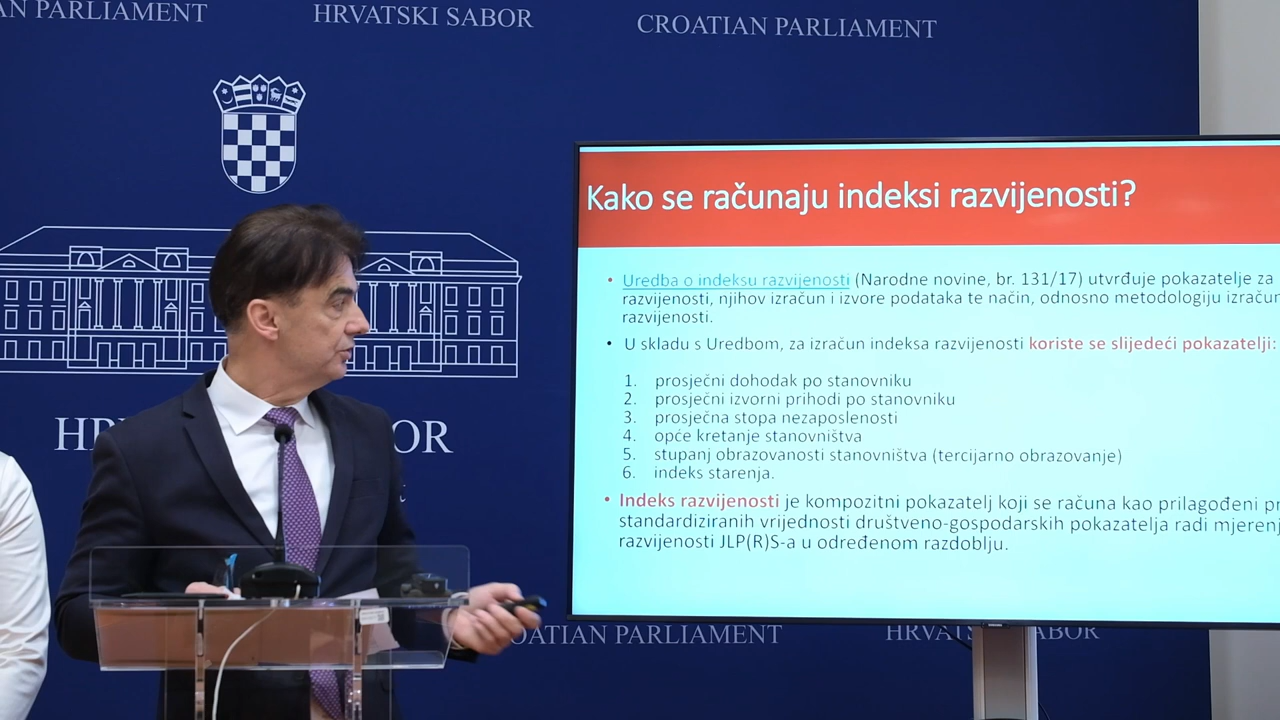 AN PARLIAMENT
HRVATSKI SABOR
CROATIAN PARLIAMENT
Kako se računaju indeksi razvijenosti?
• Uredba o indeksu razvijenosti (Narodne novine, br. 131/17) utvrđuje pokazatelje za
razvijenosti, njihov izračun i izvore podataka te način, odnosno metodologiju izračun
razvijenosti.
• U skladu s Uredbom, za izračun indeksa razvijenosti koriste se slijedeći pokazatelji:
1. prosječni dohodak po stanovniku
2. prosječni izvorni prihodi po stanovniku
3. prosječna stopa nezaposlenosti
4. opće kretanje stanovništva
5. stupanj obrazovanosti stanovništva (tercijarno obrazovanje)
6. indeks starenja.
• Indeks razvijenosti je kompozitni pokazatelj koji se računa kao prilagođeni pr
standardiziranih vrijednosti društveno-gospodarskih pokazatelja radi mjerenj
razvijenosti JLP(R)S-a u određenom razdoblju.
HR OR
OATIAN PARLIAMENT
HRVATS ABOR